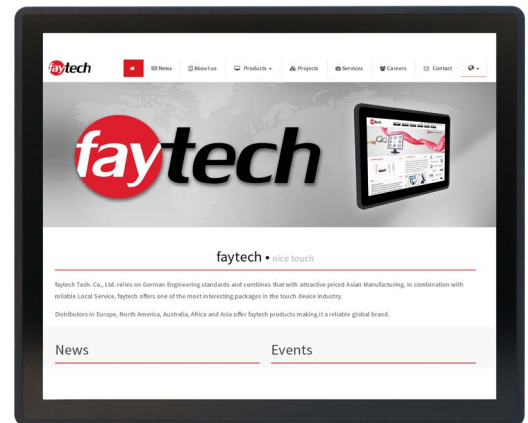 faytech
News
About us
Products
Projects
Services
Careers
Contact
faytech
faytech • nice touch
faytech Tech. Co., Ltd. relies on German Engineering standards and combines that with attractive priced Asian Manufacturing. In combination with
reliable Local Service, faytech offers one of the most interesting packages in the touch device industry.
Distributors in Europe, North America, Australia, Africa and Asia offer faytech products making it a reliable global brand.
News
Events